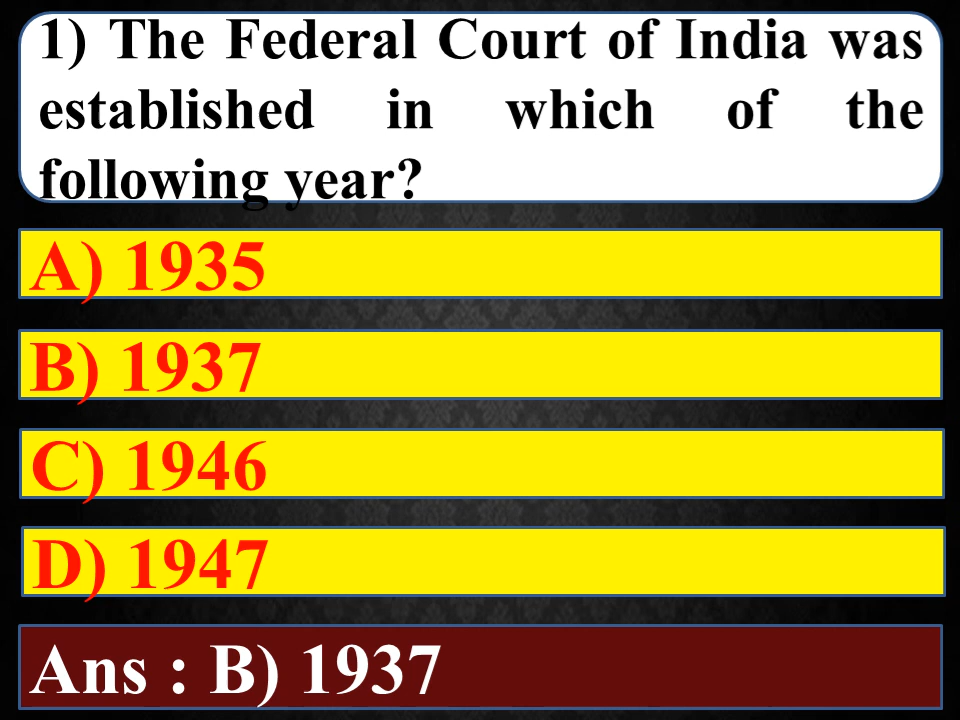 1) The Federal Court of India was
established in which of the
following year?
A) 1935
B) 1937
C) 1946
D) 1947
Ans : B) 1937